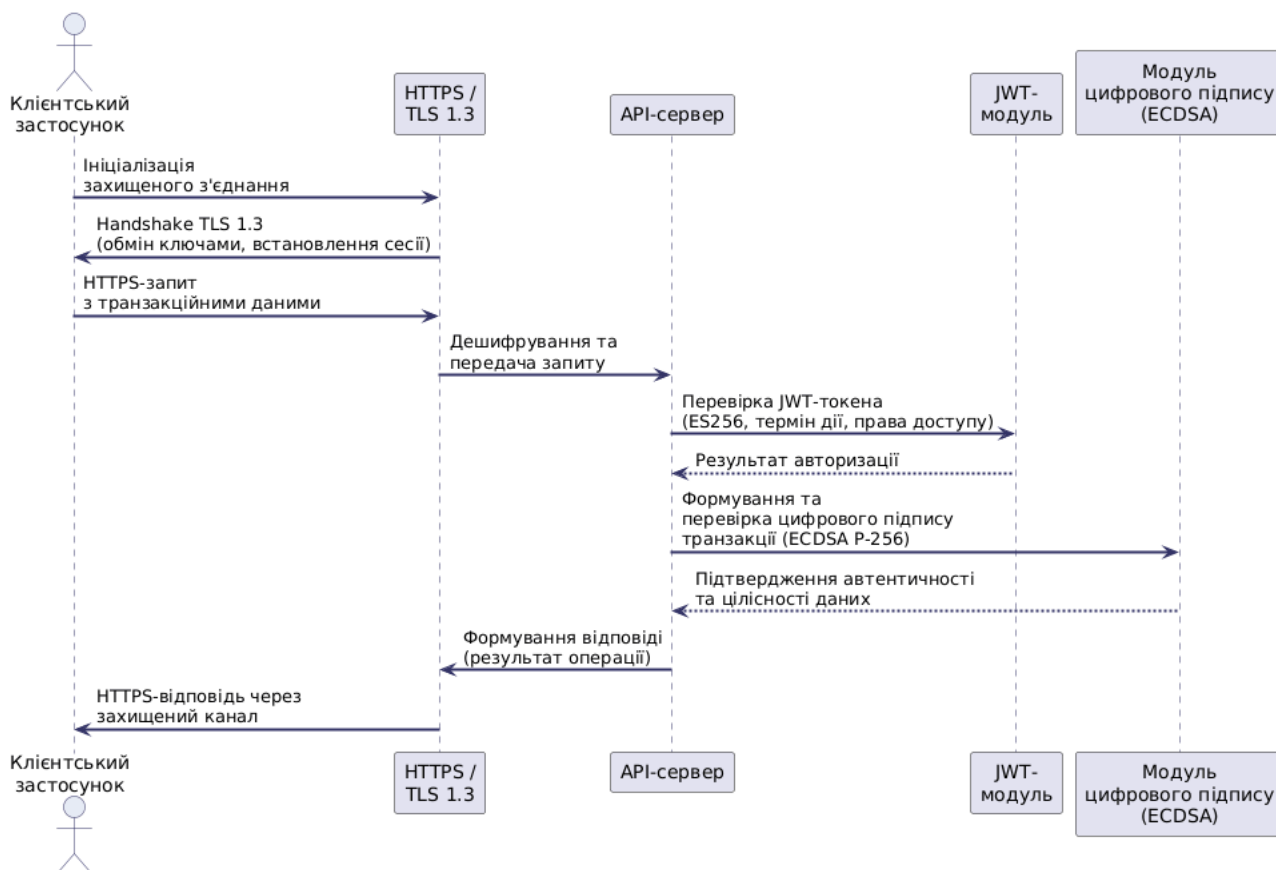 Клієнтський
застосунок
HTTPS /
TLS 1.3
API-сервер
JWT-
модуль
Модуль
цифрового підпису
(ECDSA)
Ініціалізація
захищеного з'єднання
Handshake TLS 1.3
(обмін ключами, встановлення сесії)
HTTPS-запит
з транзакційними даними
Дешифрування та
передача запиту
Перевірка JWT-токена
(ES256, термін дії, права доступу)
Результат авторизації
Формування та
перевірка цифрового підпису
транзакції (ECDSA P-256)
Підтвердження автентичності
та цілісності даних
Формування відповіді
(результат операції)
HTTPS-відповідь через
захищений канал
Клієнтський
застосунок
HTTPS /
TLS 1.3
API-сервер
JWT-
модуль
Модуль
цифрового підпису
(ECDSA)